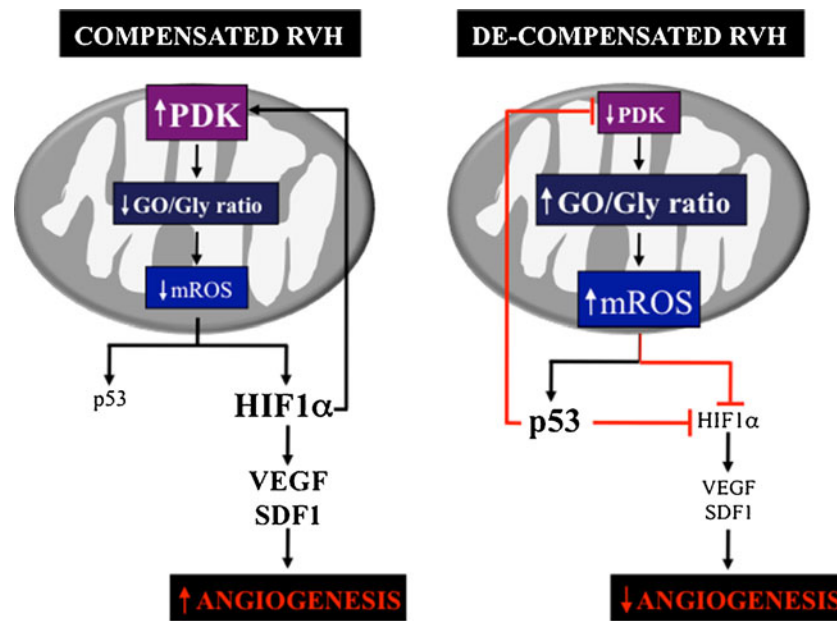 COMPENSATED RVH
↑PDK
↓GO/Gly ratio
↓mROS
p53
HIF1α
VEGF
SDF1
↑ANGIOGENESIS
DE-COMPENSATED RVH
↓PDK
↑GO/Gly ratio
↑mROS
p53
HIF1α
VEGF
SDF1
↓ANGIOGENESIS